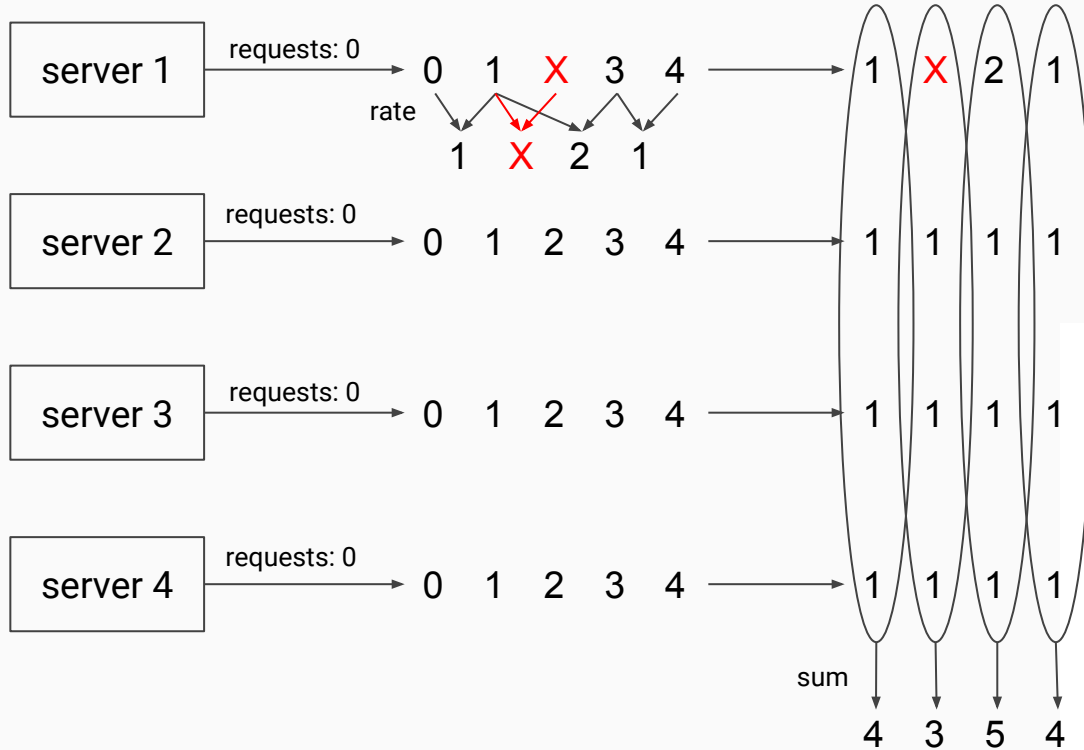 requests: 0
server 1 0 1 X 3 4 1 X 2 1
rate
1 X 2 1
requests: 0
server 2 0 1 2 3 4 1 1 1 1
requests: 0
server 3 0 1 2 3 4 1 1 1 1
requests: 0
server 4 0 1 2 3 4 1 1 1 1
sum
4 3 5 4